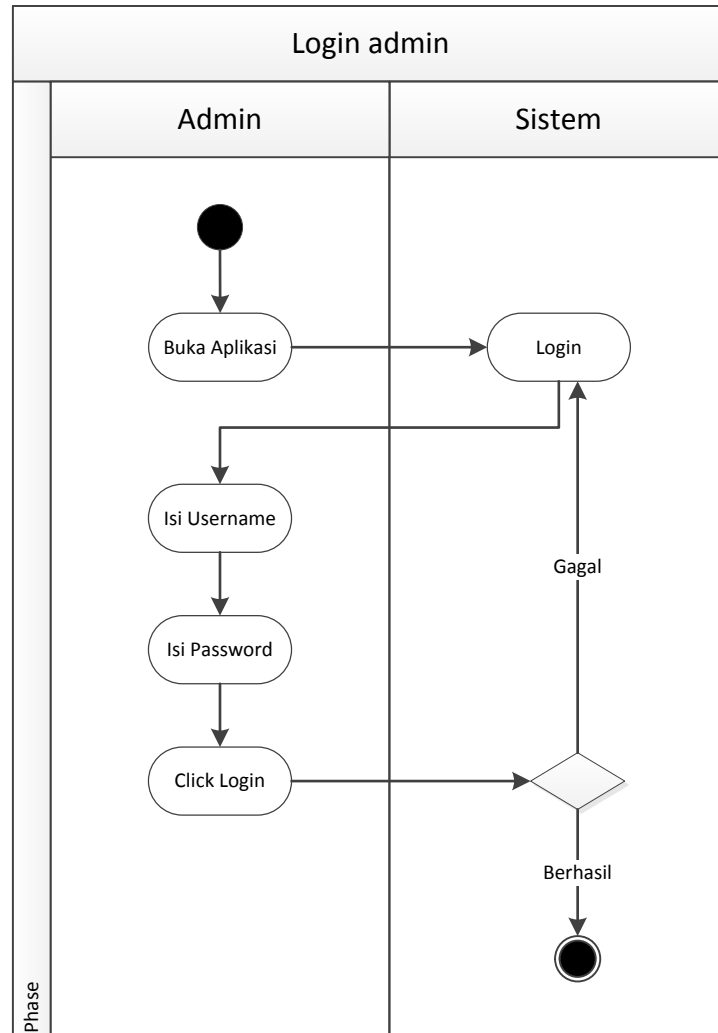 Login admin
Admin
Sistem
Buka Aplikasi
Login
Isi Username
Gagal
Isi Password
Click Login
Berhasil
Phase